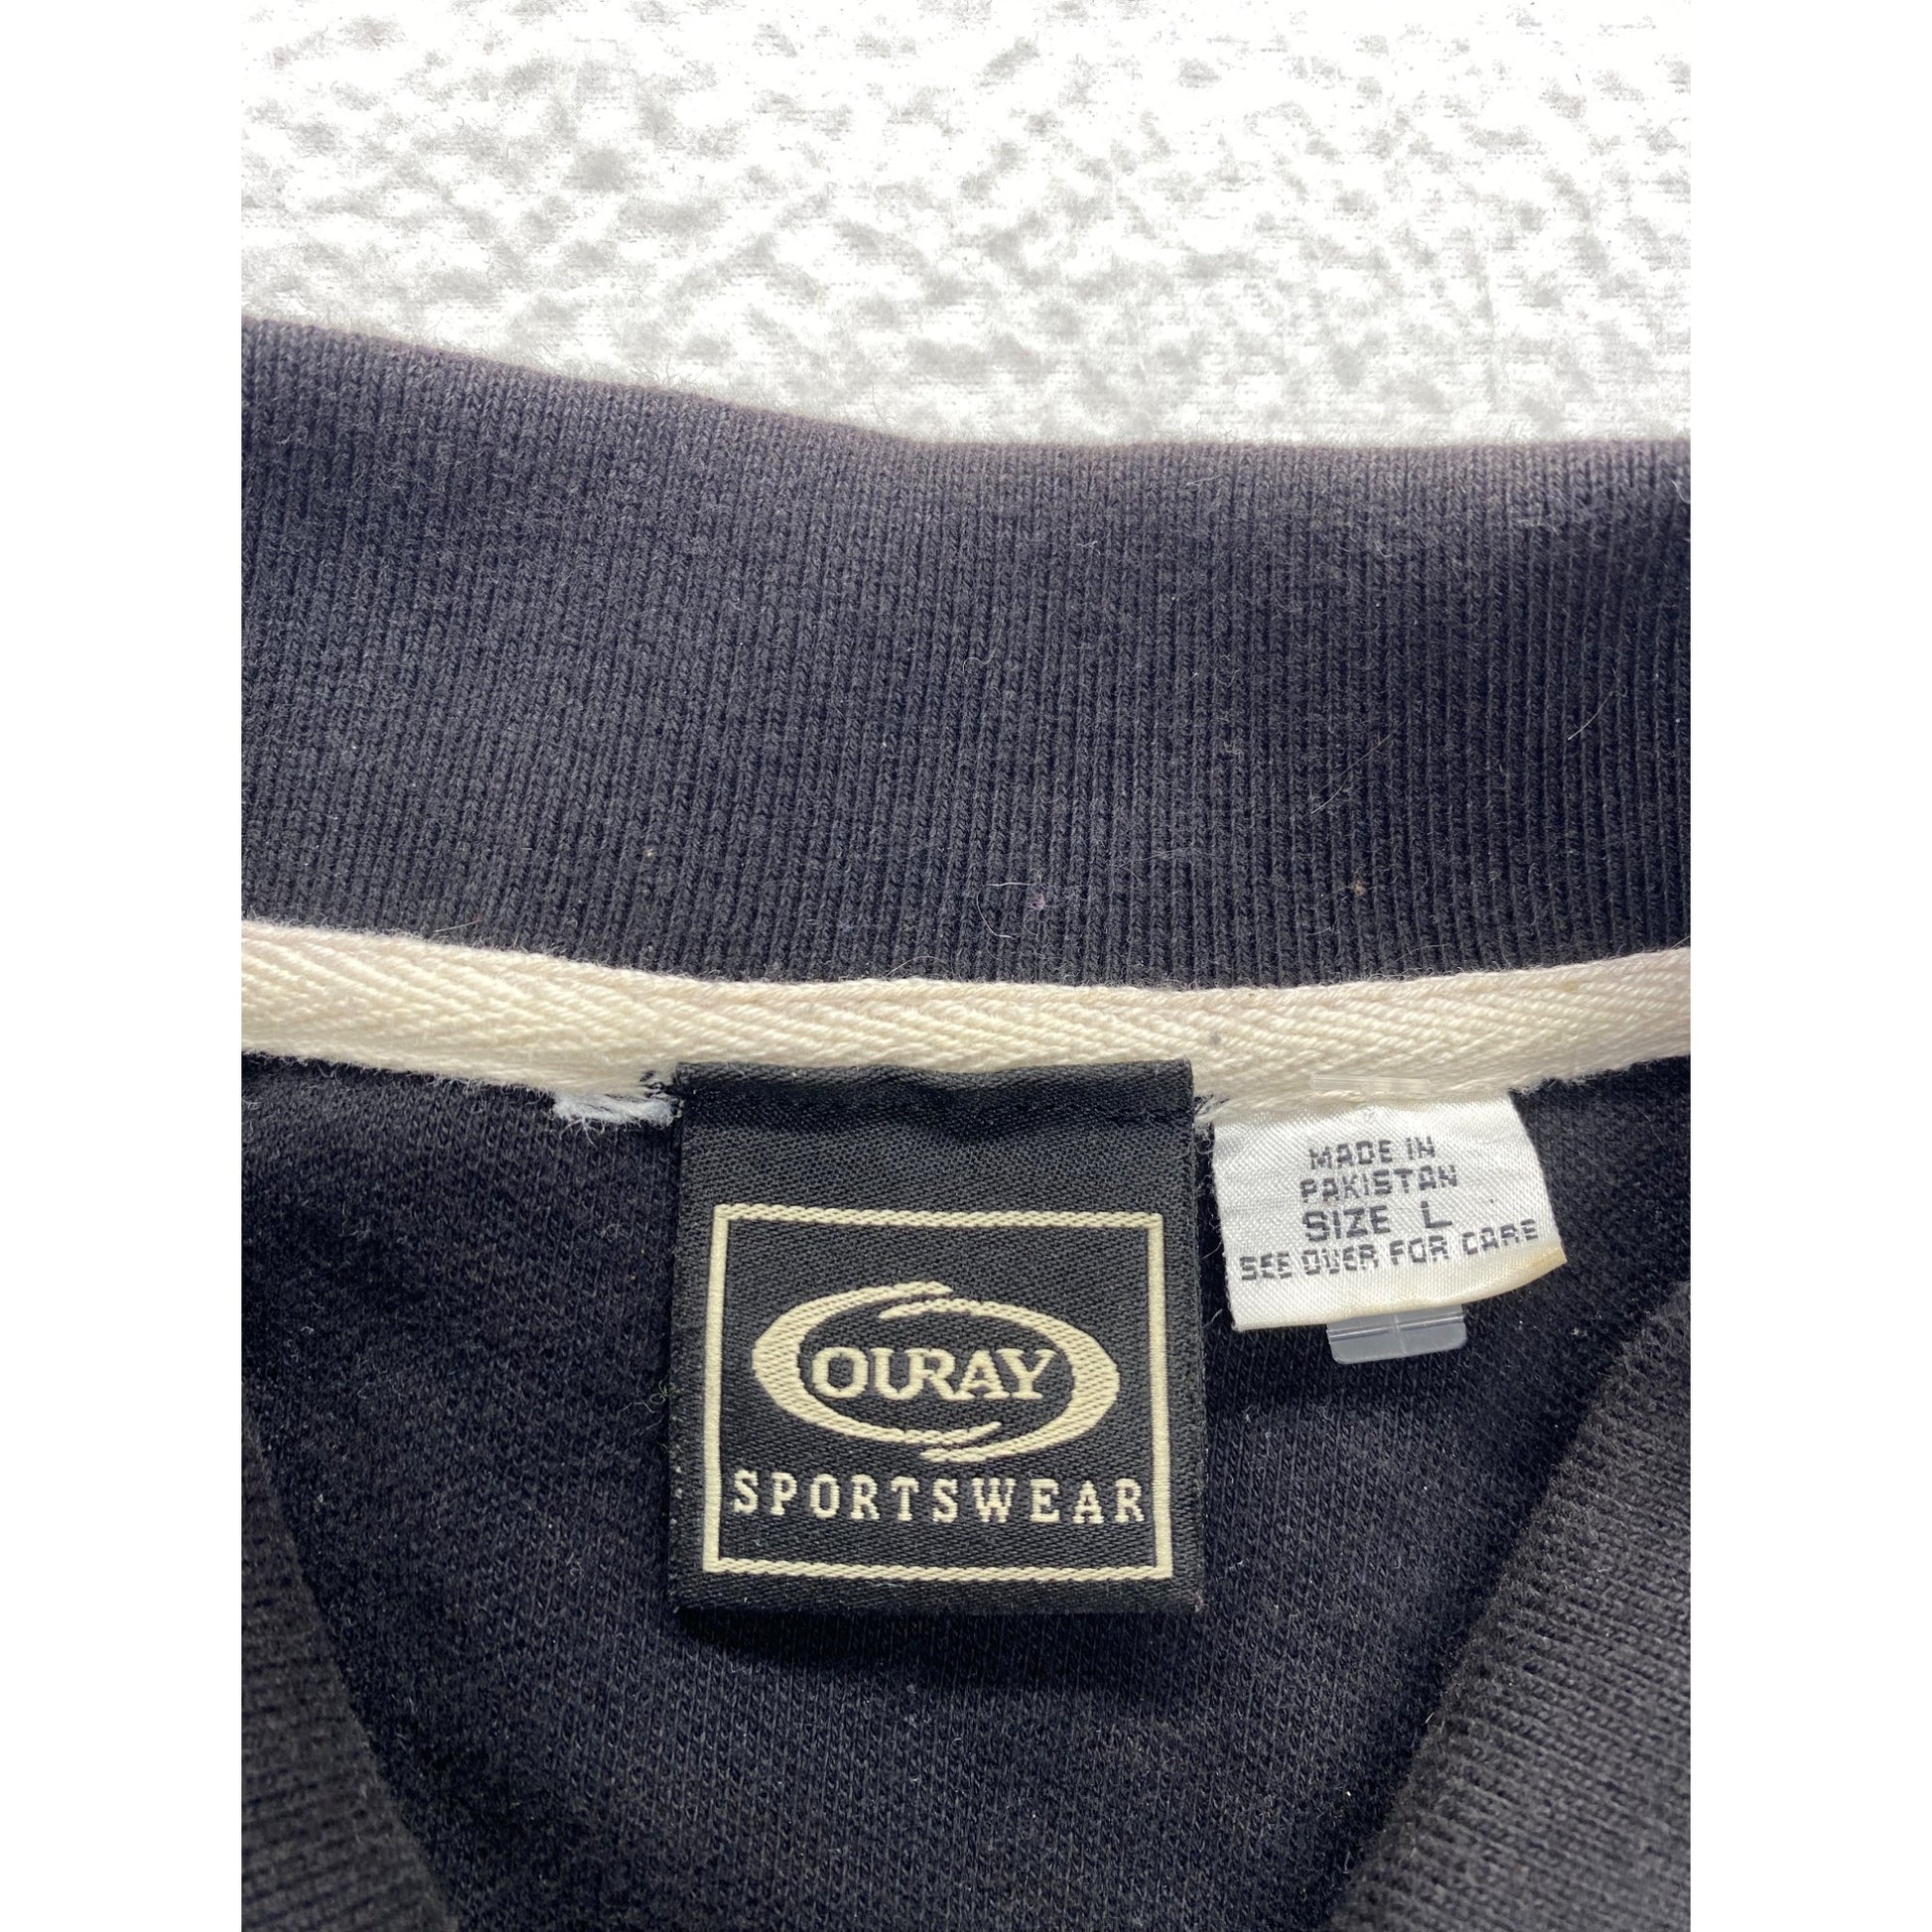 OURAY
SPORTSWEAR
MADE IN
PAKISTAN
SIZE L
SEE OVER FOR CARE